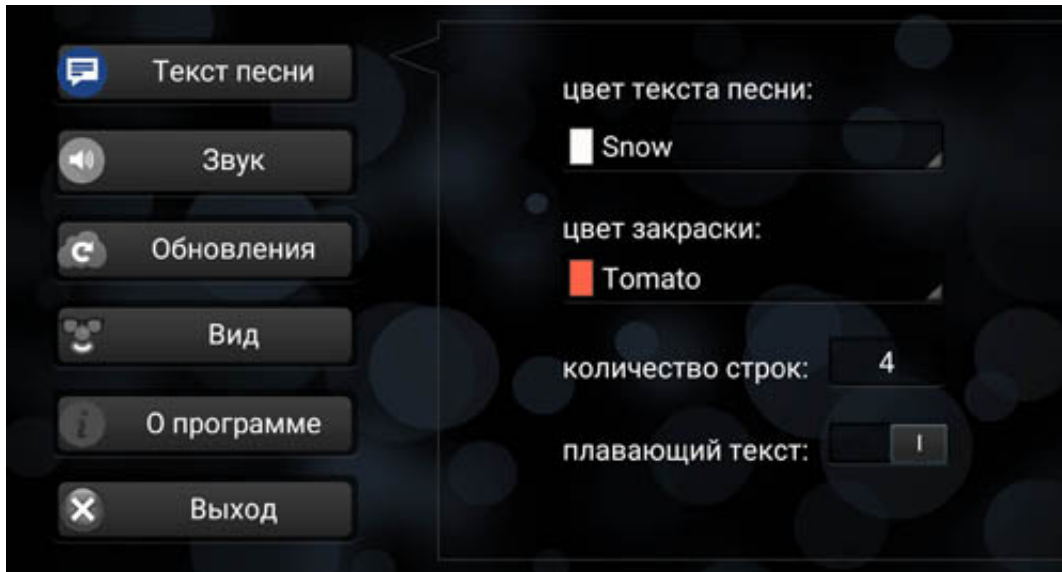 Текст песни
Звук
Обновления
Вид
О программе
Выход
цвет текста песни:
Snow
цвет закраски:
Tomato
количество строк: 4
плавающий текст: I